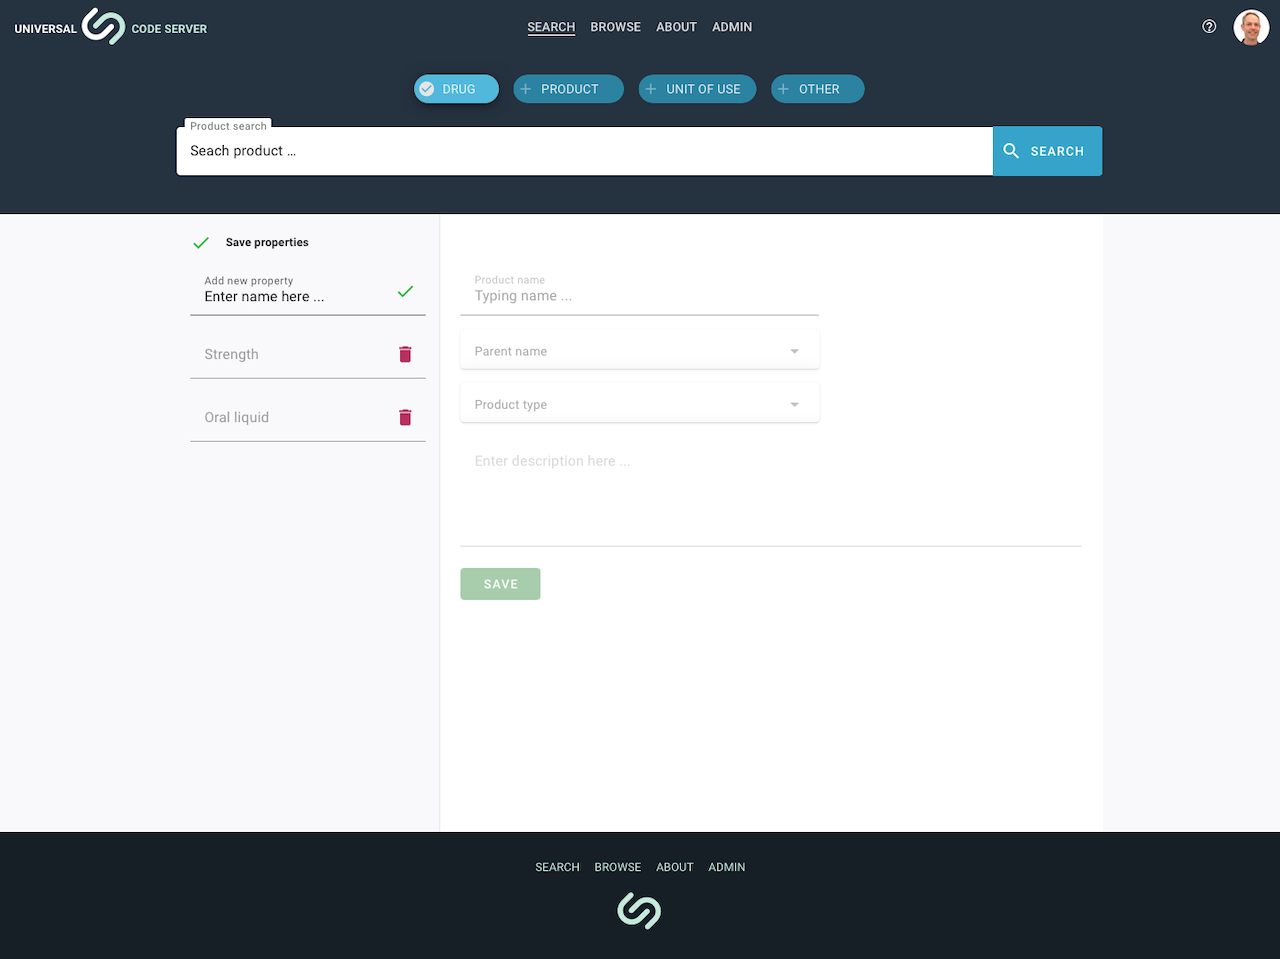 UNIVERSAL CODE SERVER
SEARCH BROWSE ABOUT ADMIN
DRUG PRODUCT UNIT OF USE OTHER
Product search
Seach product ...
SEARCH
Save properties
Add new property
Enter name here ...
Strength
Oral liquid
Product name
Typing name ...
Parent name
Product type
Enter description here ...
SAVE
SEARCH BROWSE ABOUT ADMIN